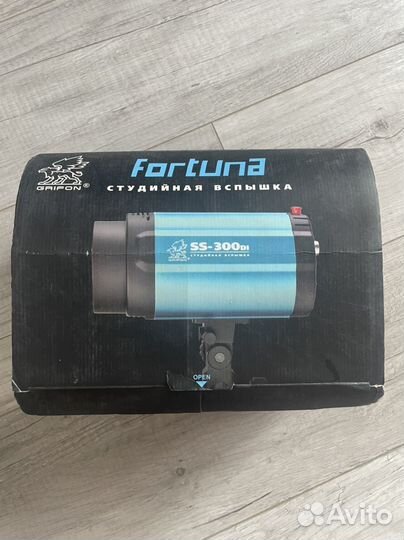 Fortuna
GRIFON®
СТУДИЙНАЯ ВСПЫШКА
SS-300DI
СТУДИЙНАЯ ВСПЫШКА
OPEN
Avito